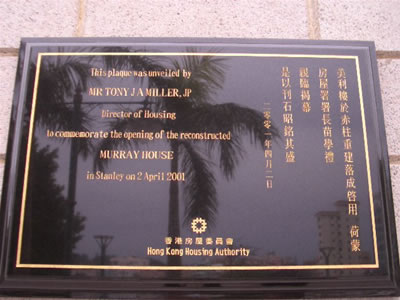 This plaque was unveiled by
MR TONY J A MILLER, JP
Director of Housing
to commemorate the opening of the reconstructed
MURRAY HOUSE
in Stanley on 2 April 2001
美利樓於赤柱重建落成啓用 荷蒙
房屋署署長苗學禮
親臨揭幕
是以刊石昭銘其盛
二零零一年四月二日
香港房屋委員會
Hong Kong Housing Authority